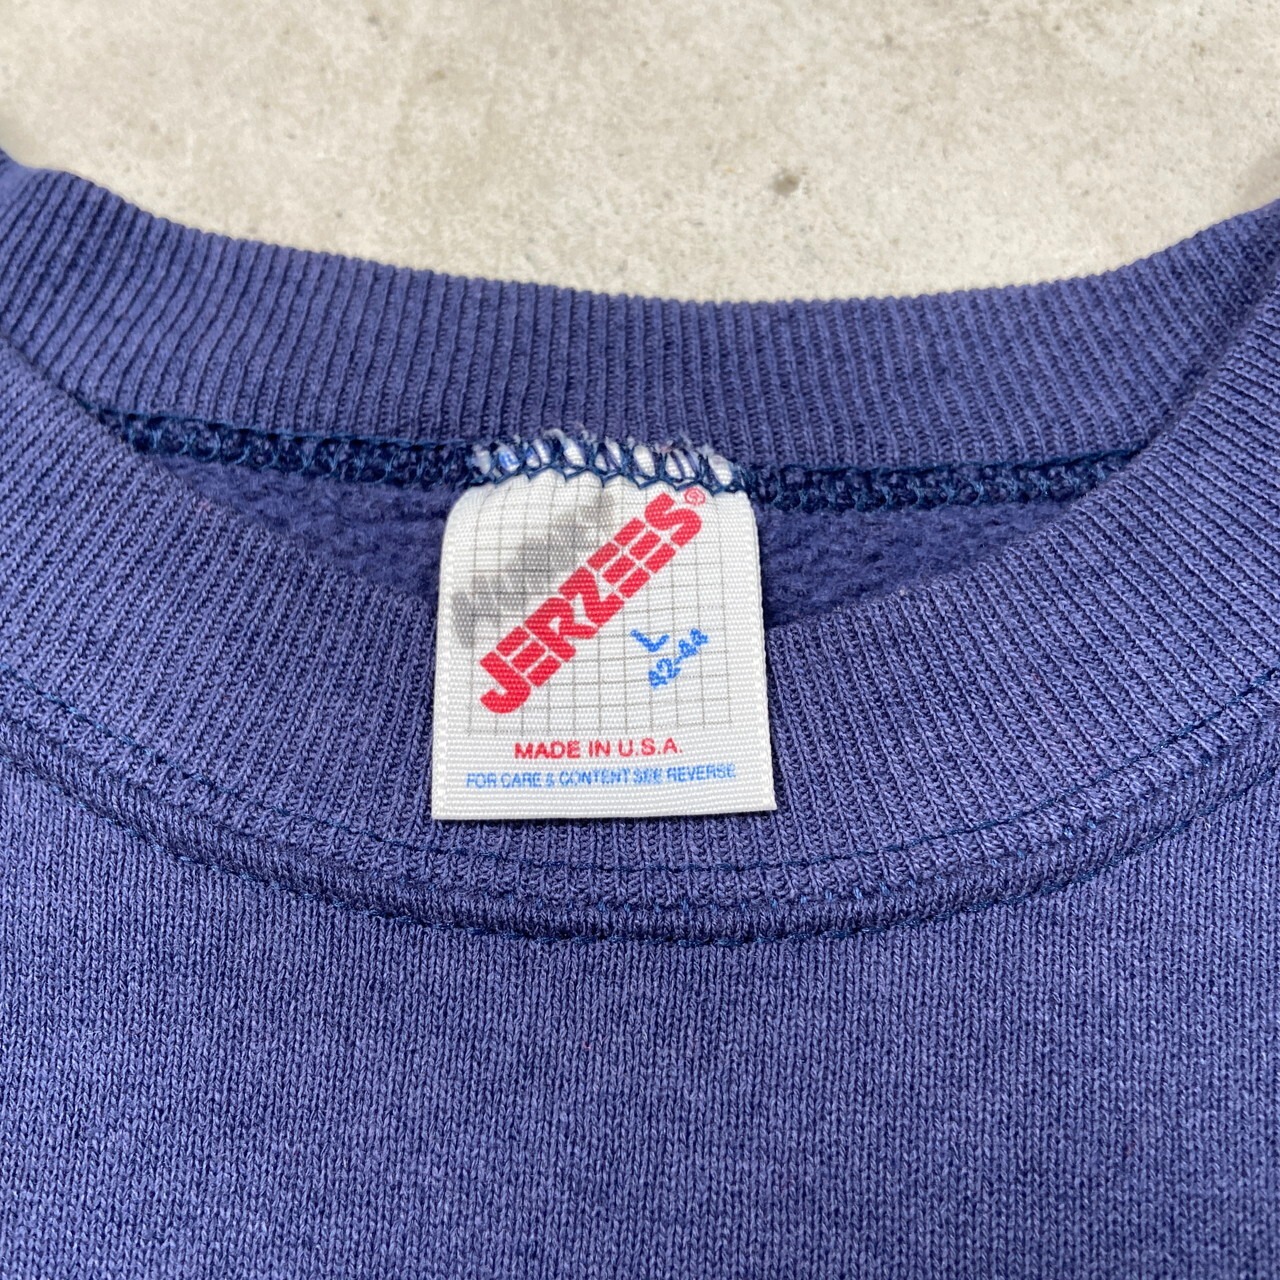 JERZEES®
L
42-44
MADE IN U.S.A.
FOR CARE & CONTENT SEE REVERSE